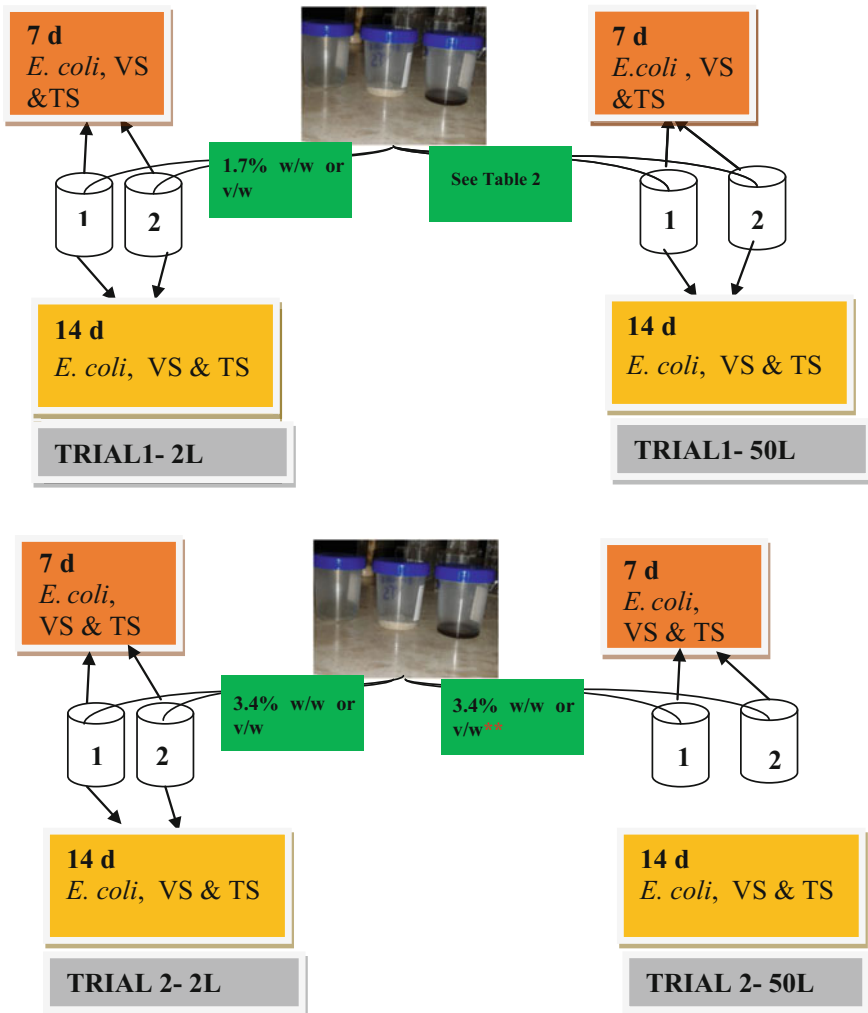 7 d
E. coli, VS
&TS
7 d
E.coli , VS
&TS
1.7% w/w or
v/w
See Table 2
1
2
1
2
14 d
E. coli, VS & TS
14 d
E. coli, VS & TS
TRIAL1- 2L
TRIAL1- 50L
7 d
E. coli,
VS & TS
7 d
E. coli,
VS & TS
3.4% w/w or
v/w
3.4% w/w or
v/w**
1
2
1
2
14 d
E. coli, VS & TS
14 d
E. coli, VS & TS
TRIAL 2- 2L
TRIAL 2- 50L